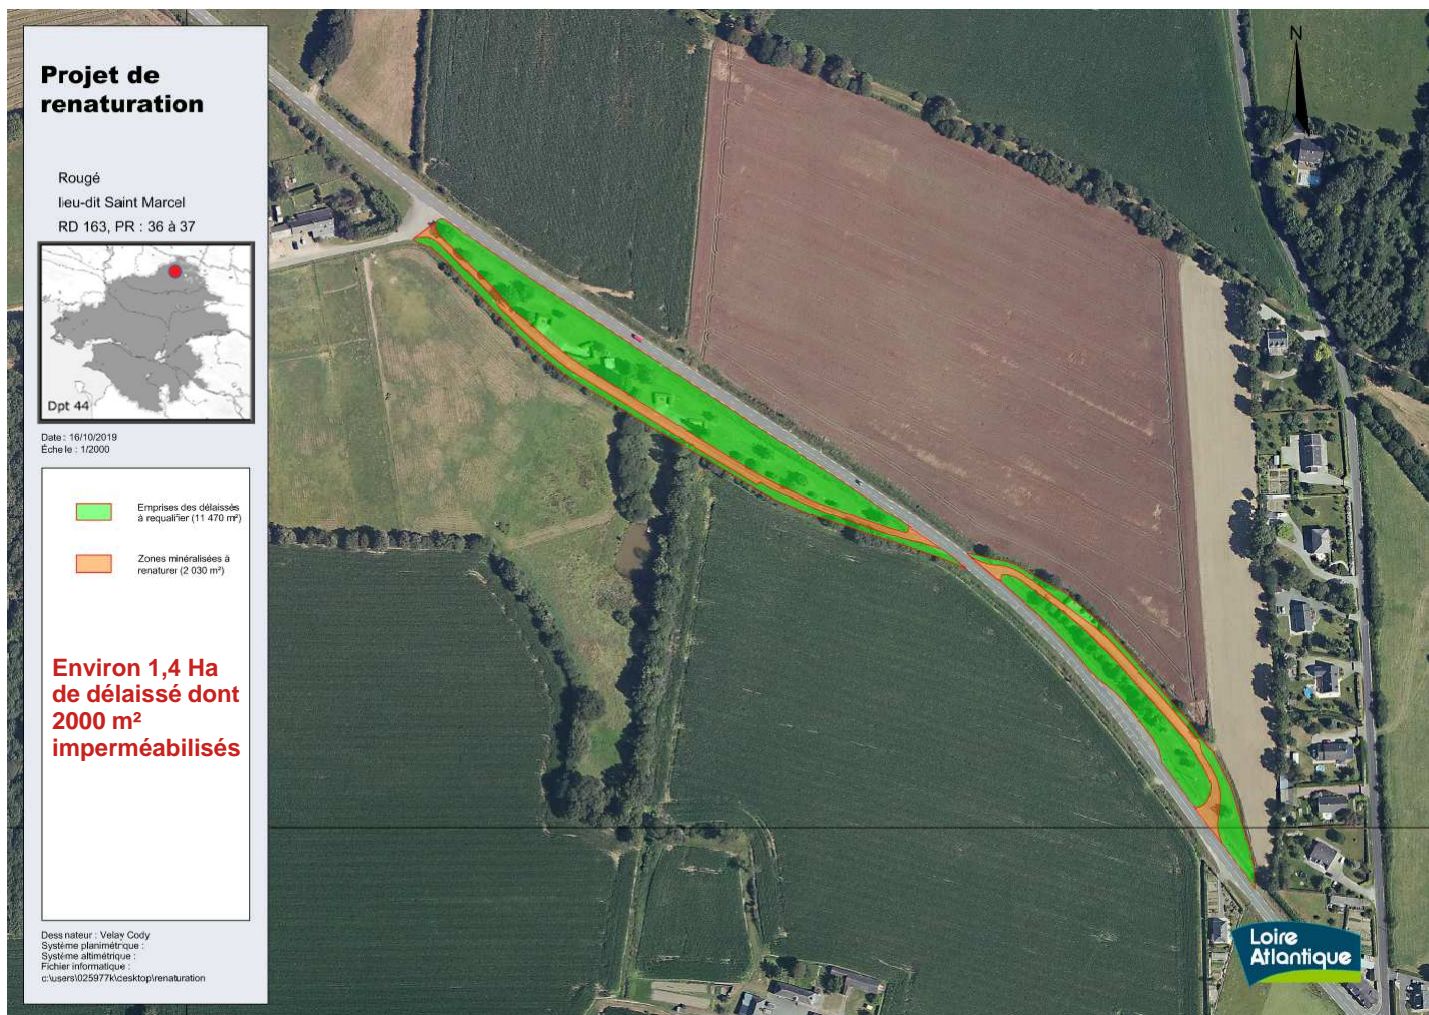 Projet de
renaturation
Rougé
lieu-dit Saint Marcel
RD 163, PR : 36 à 37
Dpt 44
Date : 16/10/2019
Échelle : 1/2000
Emprises des délaissés
à requalifier (11 470 m²)
Zones minéralisées à
renaturer (2 030 m²)
Environ 1,4 Ha
de délaissé dont
2000 m²
imperméabilisés
Dessinateur : Velay Cody
Système planimétrique :
Système altimétrique :
Fichier informatique :
c:\users\025977k\desktop\renaturation
N
Loire
Atlantique